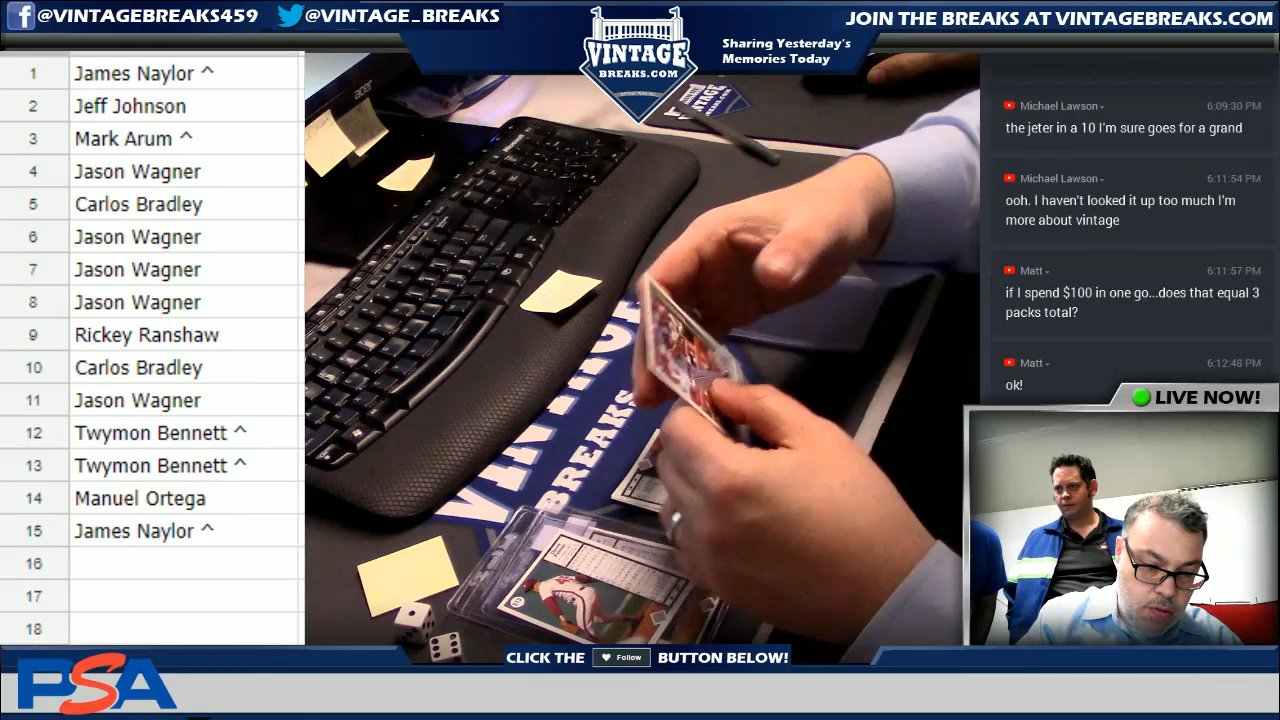 @VINTAGEBREAKS459 @VINTAGE_BREAKS
VINTAGE
BREAKS.COM
Sharing Yesterday's
Memories Today
JOIN THE BREAKS AT VINTAGEBREAKS.COM
1 James Naylor ^
2 Jeff Johnson
3 Mark Arum ^
4 Jason Wagner
5 Carlos Bradley
6 Jason Wagner
7 Jason Wagner
8 Jason Wagner
9 Rickey Ranshaw
10 Carlos Bradley
11 Jason Wagner
12 Twymon Bennett ^
13 Twymon Bennett ^
14 Manuel Ortega
15 James Naylor ^
16
17
18
acer
VINTAGE
BREAKS
Michael Lawson 6:09:30 PM
the jeter in a 10 I'm sure goes for a grand
Michael Lawson 6:11:54 PM
ooh. I haven't looked it up too much I'm
more about vintage
Matt 6:11:57 PM
if I spend $100 in one go...does that equal 3
packs total?
Matt 6:12:48 PM
ok!
LIVE NOW!
CLICK THE Follow BUTTON BELOW!
PSA